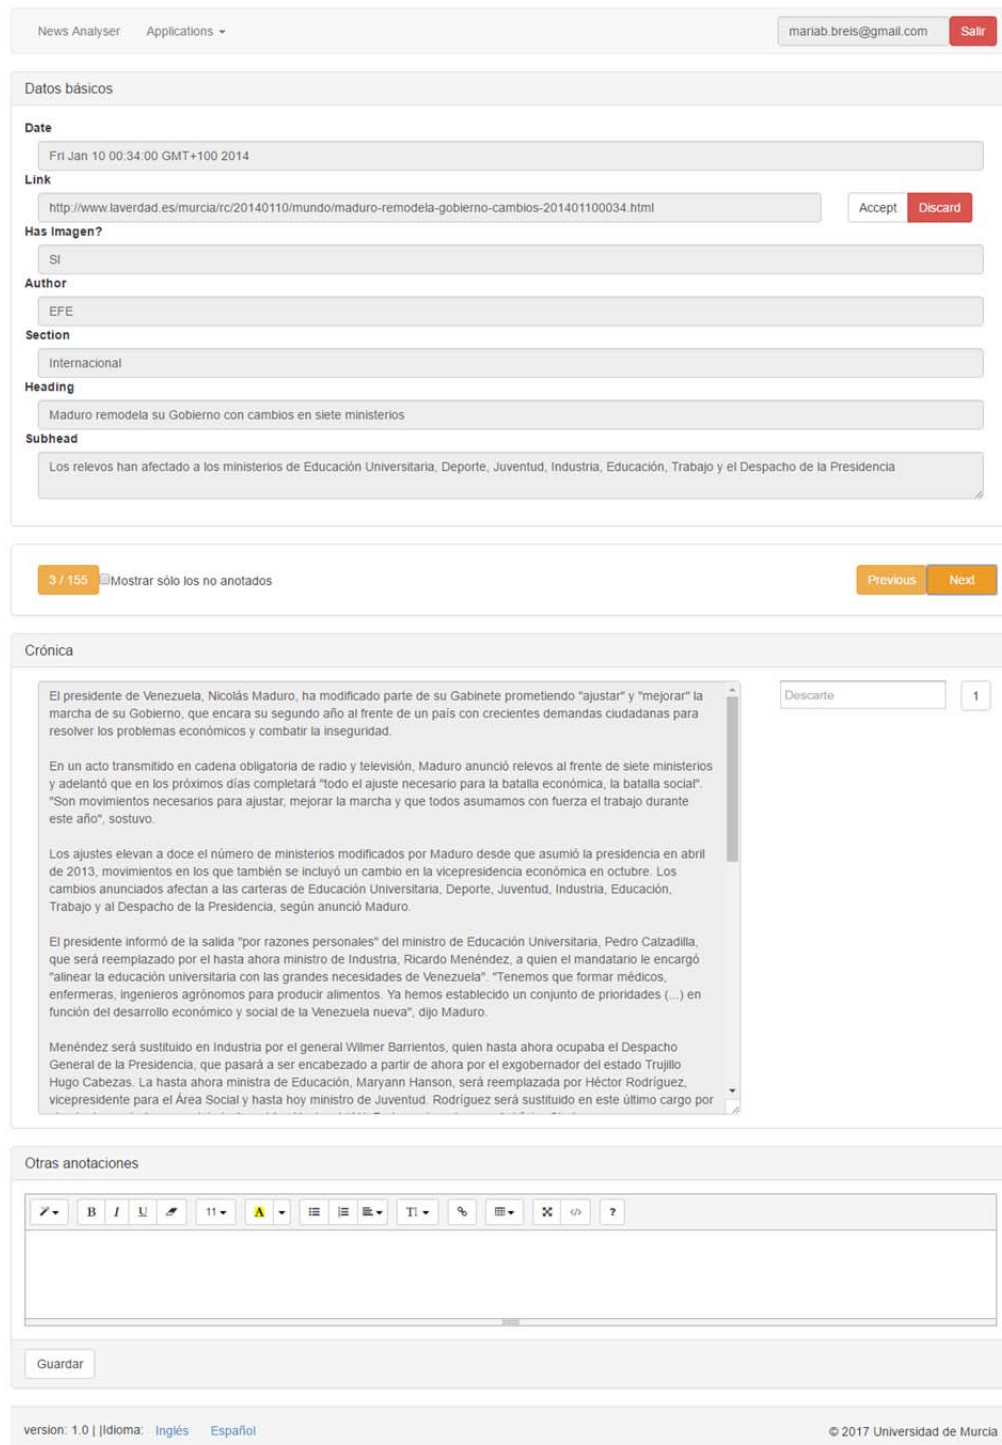 News Analyser Applications mariab.breis@gmail.com Salir
Datos básicos
Date
Fri Jan 10 00:34:00 GMT+100 2014
Link
http://www.laverdad.es/murcia/rc/20140110/mundo/maduro-remodela-gobierno-cambios-201401100034.html Accept Discard
Has Imagen?
SI
Author
EFE
Section
Internacional
Heading
Maduro remodela su Gobierno con cambios en siete ministerios
Subhead
Los relevos han afectado a los ministerios de Educación Universitaria, Deporte, Juventud, Industria, Educación, Trabajo y el Despacho de la Presidencia
3 / 155 Mostrar sólo los no anotados Previous Next
Crónica
El presidente de Venezuela, Nicolás Maduro, ha modificado parte de su Gabinete prometiendo "ajustar" y "mejorar" la Descarte 1
marcha de su Gobierno, que encara su segundo año al frente de un país con crecientes demandas ciudadanas para
resolver los problemas económicos y combatir la inseguridad.
En un acto transmitido en cadena obligatoria de radio y televisión, Maduro anunció relevos al frente de siete ministerios
y adelantó que en los próximos días completará "todo el ajuste necesario para la batalla económica, la batalla social".
"Son movimientos necesarios para ajustar, mejorar la marcha y que todos asumamos con fuerza el trabajo durante
este año", sostuvo.
Los ajustes elevan a doce el número de ministerios modificados por Maduro desde que asumió la presidencia en abril
de 2013, movimientos en los que también se incluyó un cambio en la vicepresidencia económica en octubre. Los
cambios anunciados afectan a las carteras de Educación Universitaria, Deporte, Juventud, Industria, Educación,
Trabajo y al Despacho de la Presidencia, según anunció Maduro.
El presidente informó de la salida "por razones personales" del ministro de Educación Universitaria, Pedro Calzadilla,
que será reemplazado por el hasta ahora ministro de Industria, Ricardo Menéndez, a quien el mandatario le encargó
"alinear la educación universitaria con las grandes necesidades de Venezuela". "Tenemos que formar médicos,
enfermeras, ingenieros agrónomos para producir alimentos. Ya hemos establecido un conjunto de prioridades (...) en
función del desarrollo económico y social de la Venezuela nueva", dijo Maduro.
Menéndez será sustituido en Industria por el general Wilmer Barrientos, quien hasta ahora ocupaba el Despacho
General de la Presidencia, que pasará a ser encabezado a partir de ahora por el exgobernador del estado Trujillo
Hugo Cabezas. La hasta ahora ministra de Educación, Maryann Hanson, será reemplazada por Héctor Rodríguez,
vicepresidente para el Área Social y hasta hoy ministro de Juventud. Rodríguez será sustituido en este último cargo por
Otras anotaciones
B I U 11 A TI </> ?
Guardar
version: 1.0 | |Idioma: Inglés Español © 2017 Universidad de Murcia